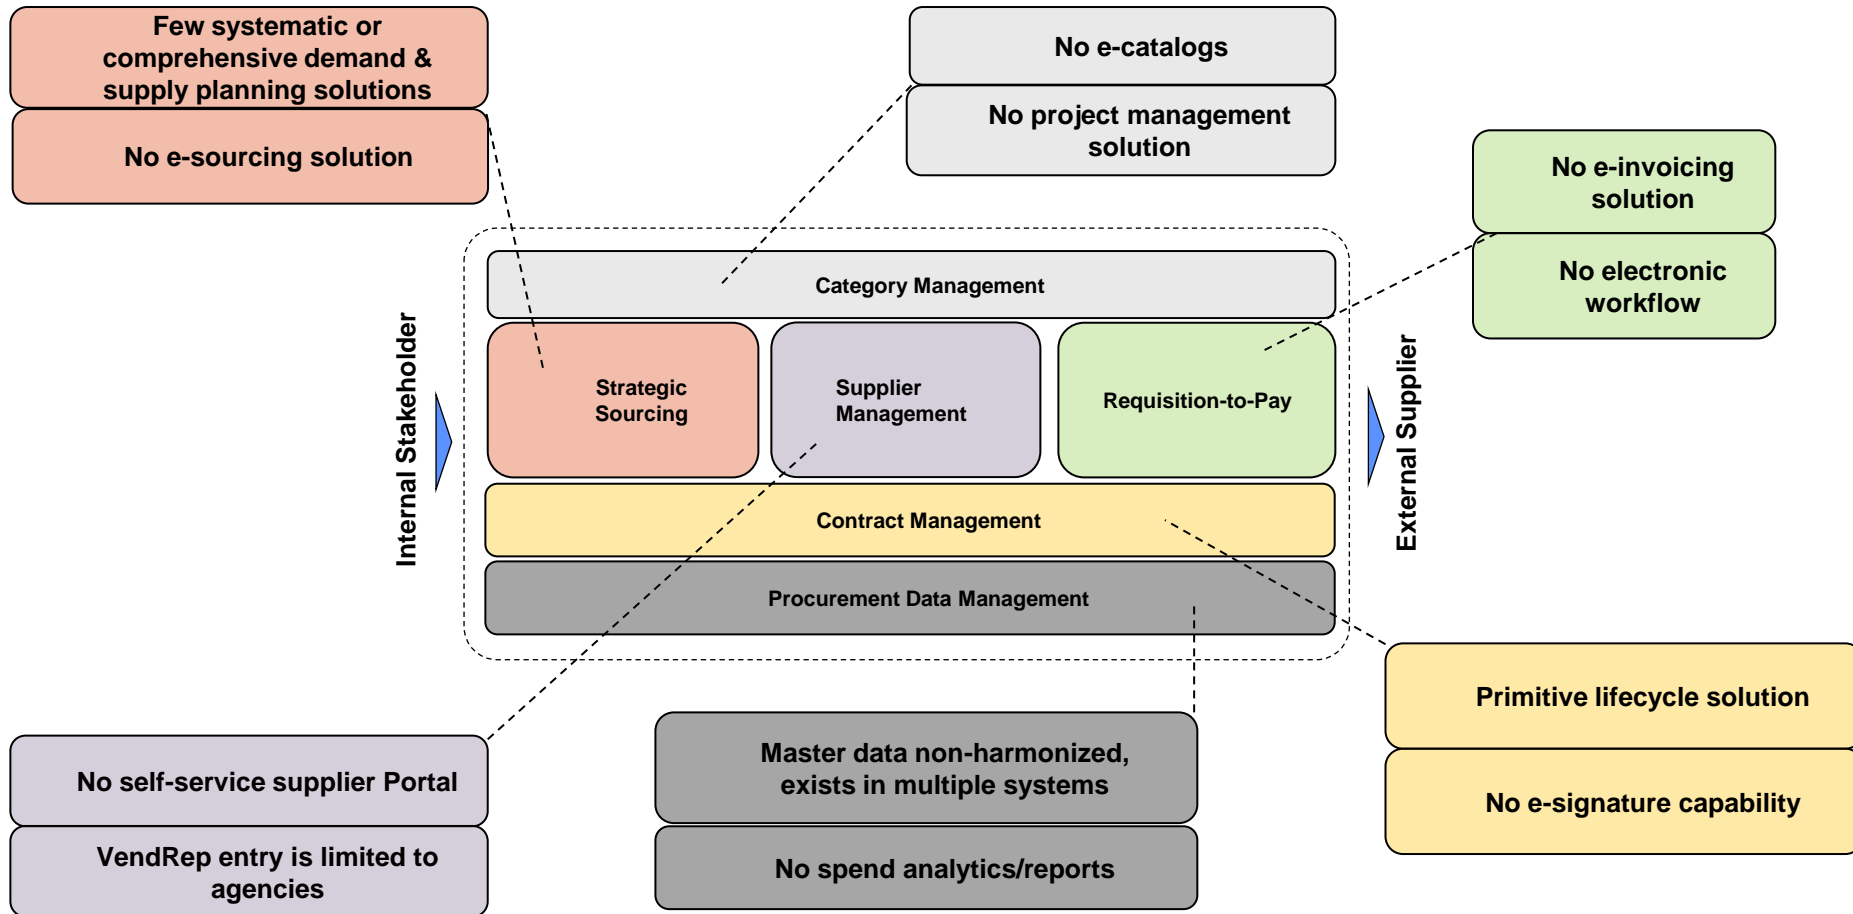 Few systematic or
comprehensive demand &
supply planning solutions
No e-sourcing solution
No e-catalogs
No project management
solution
No e-invoicing
solution
No electronic
workflow
Internal Stakeholder
Category Management
Strategic
Sourcing
Supplier
Management
Requisition-to-Pay
Contract Management
Procurement Data Management
External Supplier
No self-service supplier Portal
VendRep entry is limited to
agencies
Master data non-harmonized,
exists in multiple systems
No spend analytics/reports
Primitive lifecycle solution
No e-signature capability